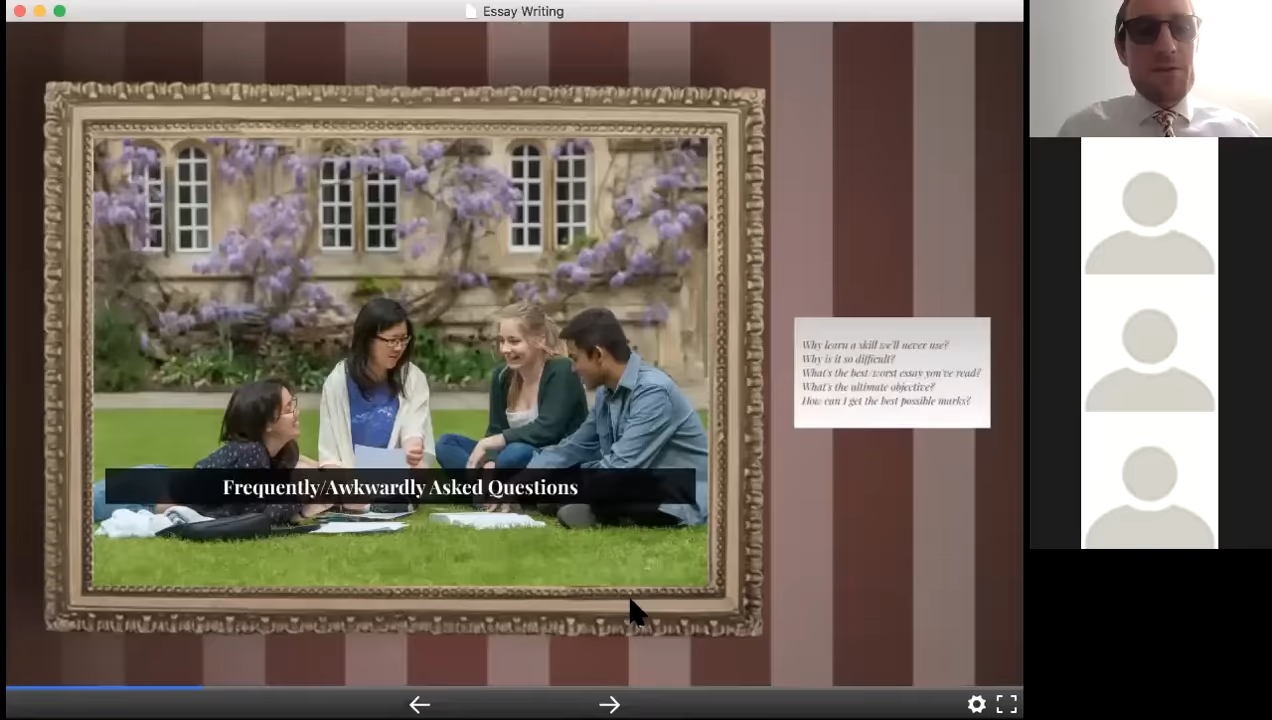 Essay Writing
Frequently/Awkwardly Asked Questions
Why learn a skill we'll never use?
Why is it so difficult?
What's the best/worst essay you've read?
What's the ultimate objective?
How can I get the best possible marks?